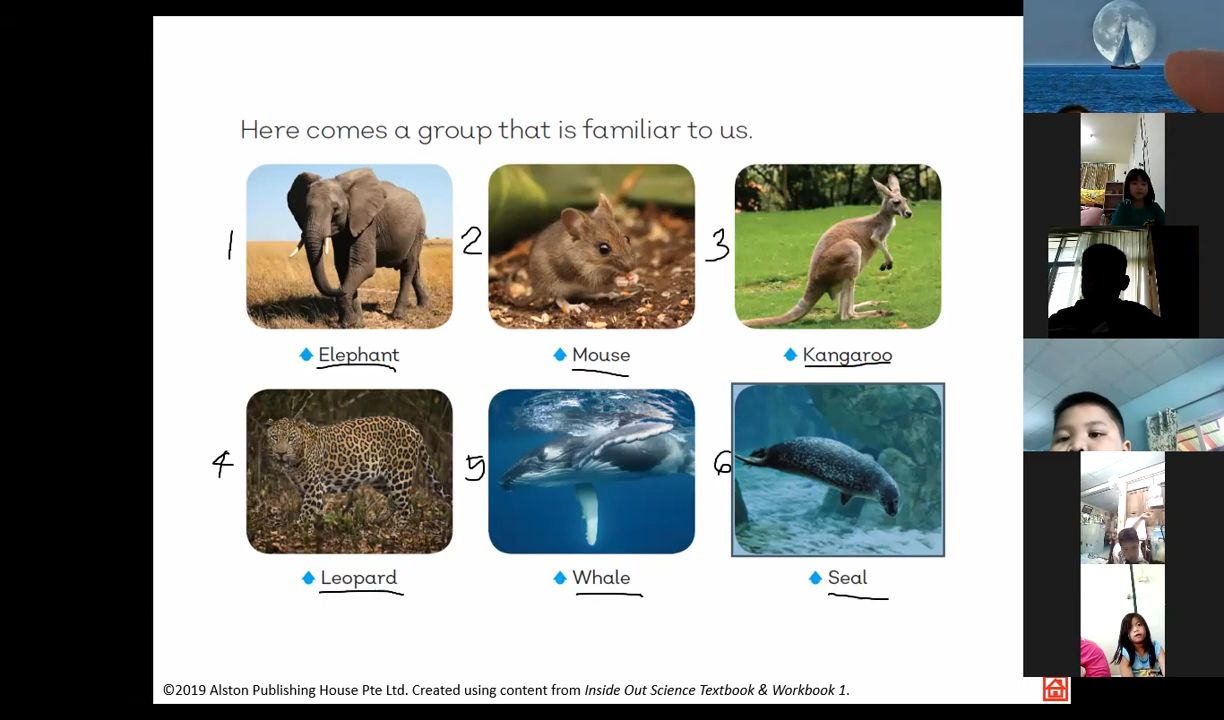 Here comes a group that is familiar to us.
1 2 3
Elephant Mouse Kangaroo
4 5 6
Leopard Whale Seal
©2019 Alston Publishing House Pte Ltd. Created using content from Inside Out Science Textbook & Workbook 1.